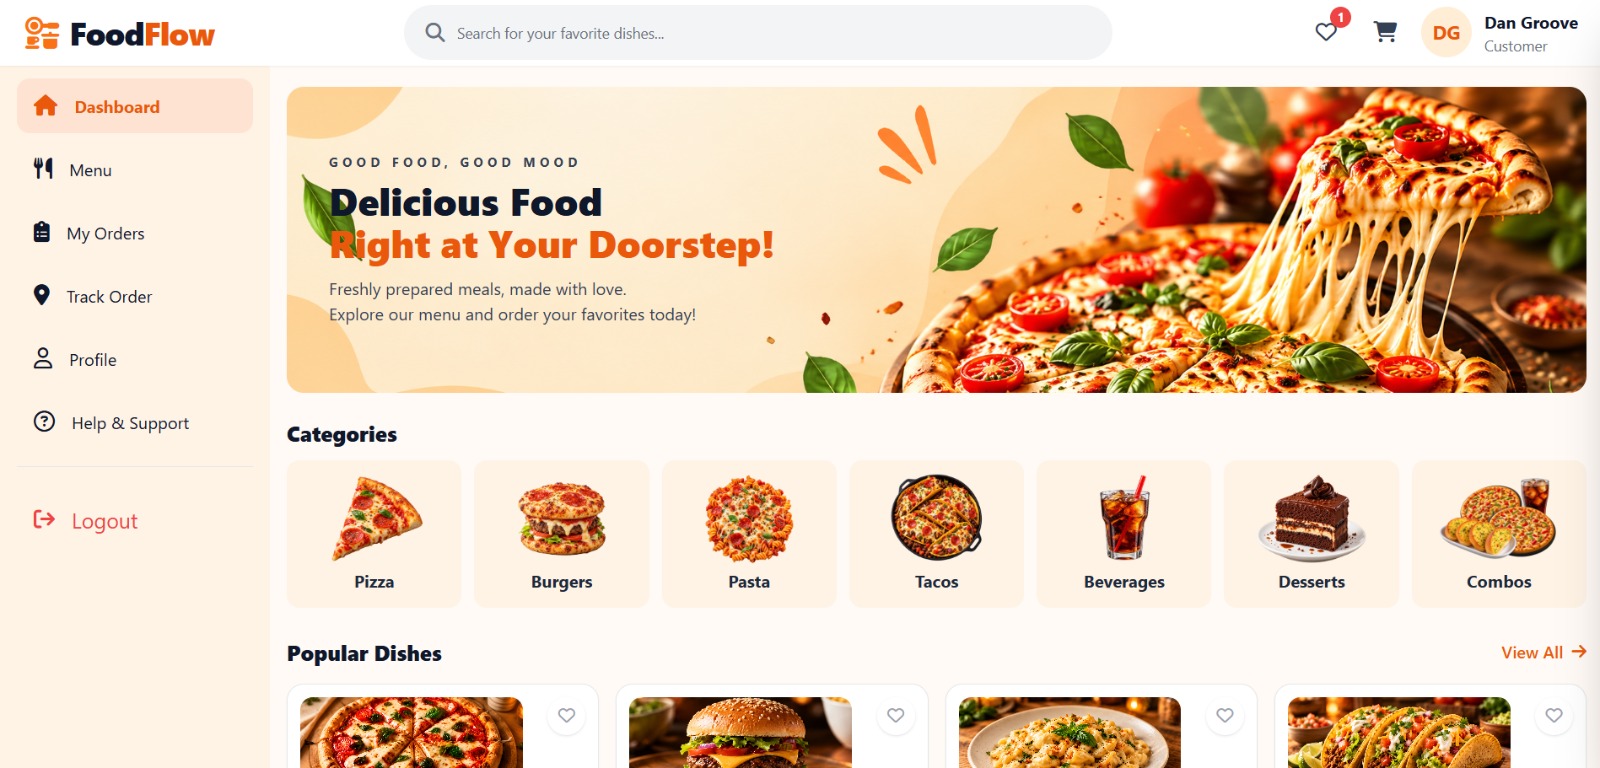 FoodFlow
Search for your favorite dishes...
1
DG
Dan Groove
Customer
Dashboard
Menu
My Orders
Track Order
Profile
Help & Support
Logout
GOOD FOOD, GOOD MOOD
Delicious Food
Right at Your Doorstep!
Freshly prepared meals, made with love.
Explore our menu and order your favorites today!
Categories
Pizza
Burgers
Pasta
Tacos
Beverages
Desserts
Combos
Popular Dishes
View All